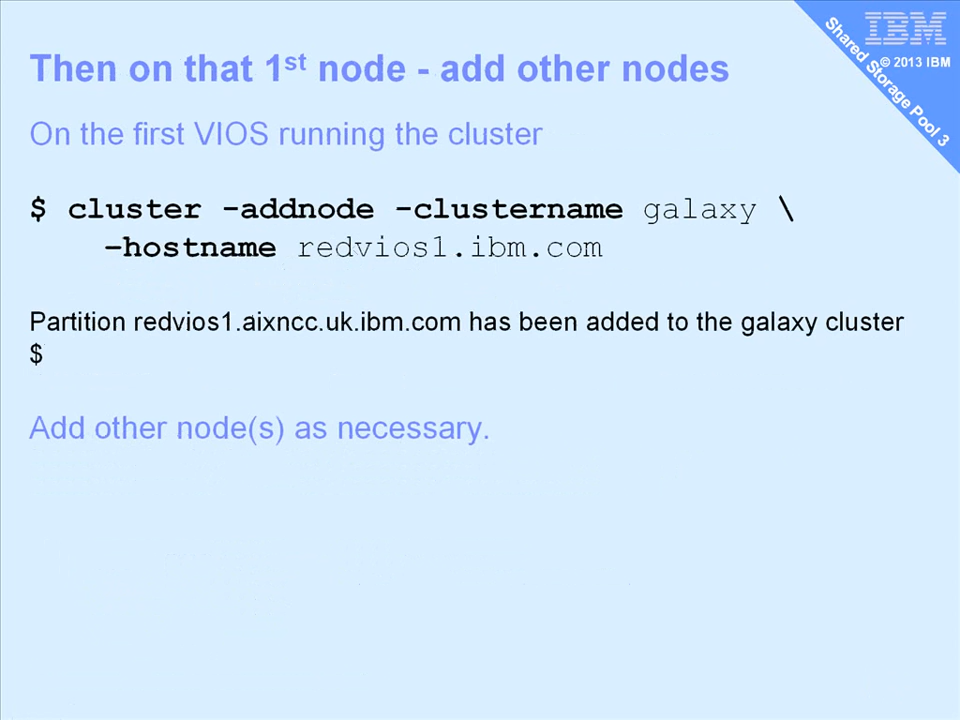 Then on that 1st node - add other nodes
IBM
© 2013 IBM
Shared Storage Pool 3
On the first VIOS running the cluster
$ cluster -addnode -clustername galaxy \
–hostname redvios1.ibm.com
Partition redvios1.aixncc.uk.ibm.com has been added to the galaxy cluster
$
Add other node(s) as necessary.